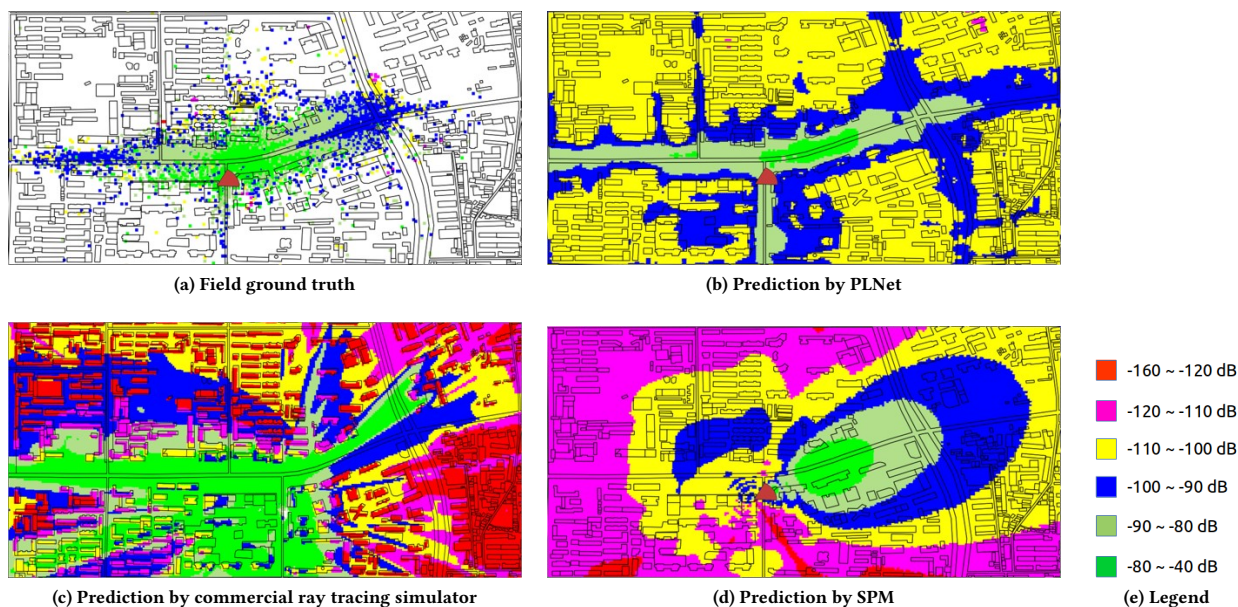 (a) Field ground truth
(b) Prediction by PLNet
(c) Prediction by commercial ray tracing simulator
(d) Prediction by SPM
-160 ~ -120 dB
-120 ~ -110 dB
-110 ~ -100 dB
-100 ~ -90 dB
-90 ~ -80 dB
-80 ~ -40 dB
(e) Legend